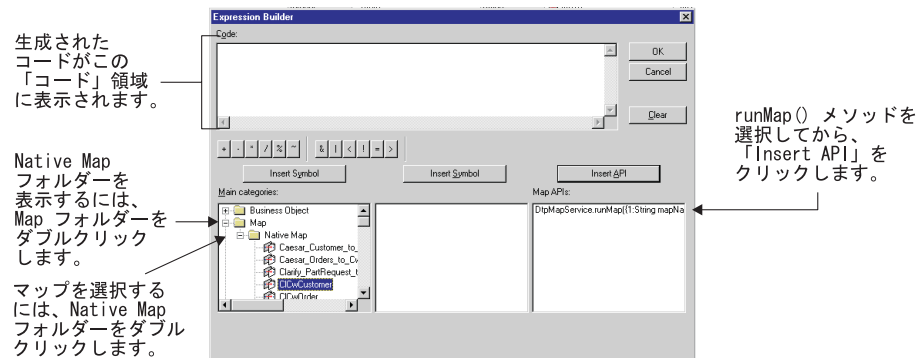 Expression Builder
Code:
OK
Cancel
Clear
生成された
コードがこの
「コード」領域
に表示されます。
+ - * / % ~ & | < ! = >
Insert Symbol
Insert Symbol
Insert API
Main categories:
Map APIs:
Business Object
Map
Native Map
Caesar_Customer_to_
Caesar_Orders_to_Cw
Clarify_PartRequest_t
ClCwCustomer
ClCwOrder
DtpMapService.runMap({1:String mapNa
Native Map
フォルダーを
表示するには、
Map フォルダーを
ダブルクリック
します。
マップを選択する
には、Native Map
フォルダーをダブル
クリックします。
runMap() メソッドを
選択してから、
「Insert API」を
クリックします。